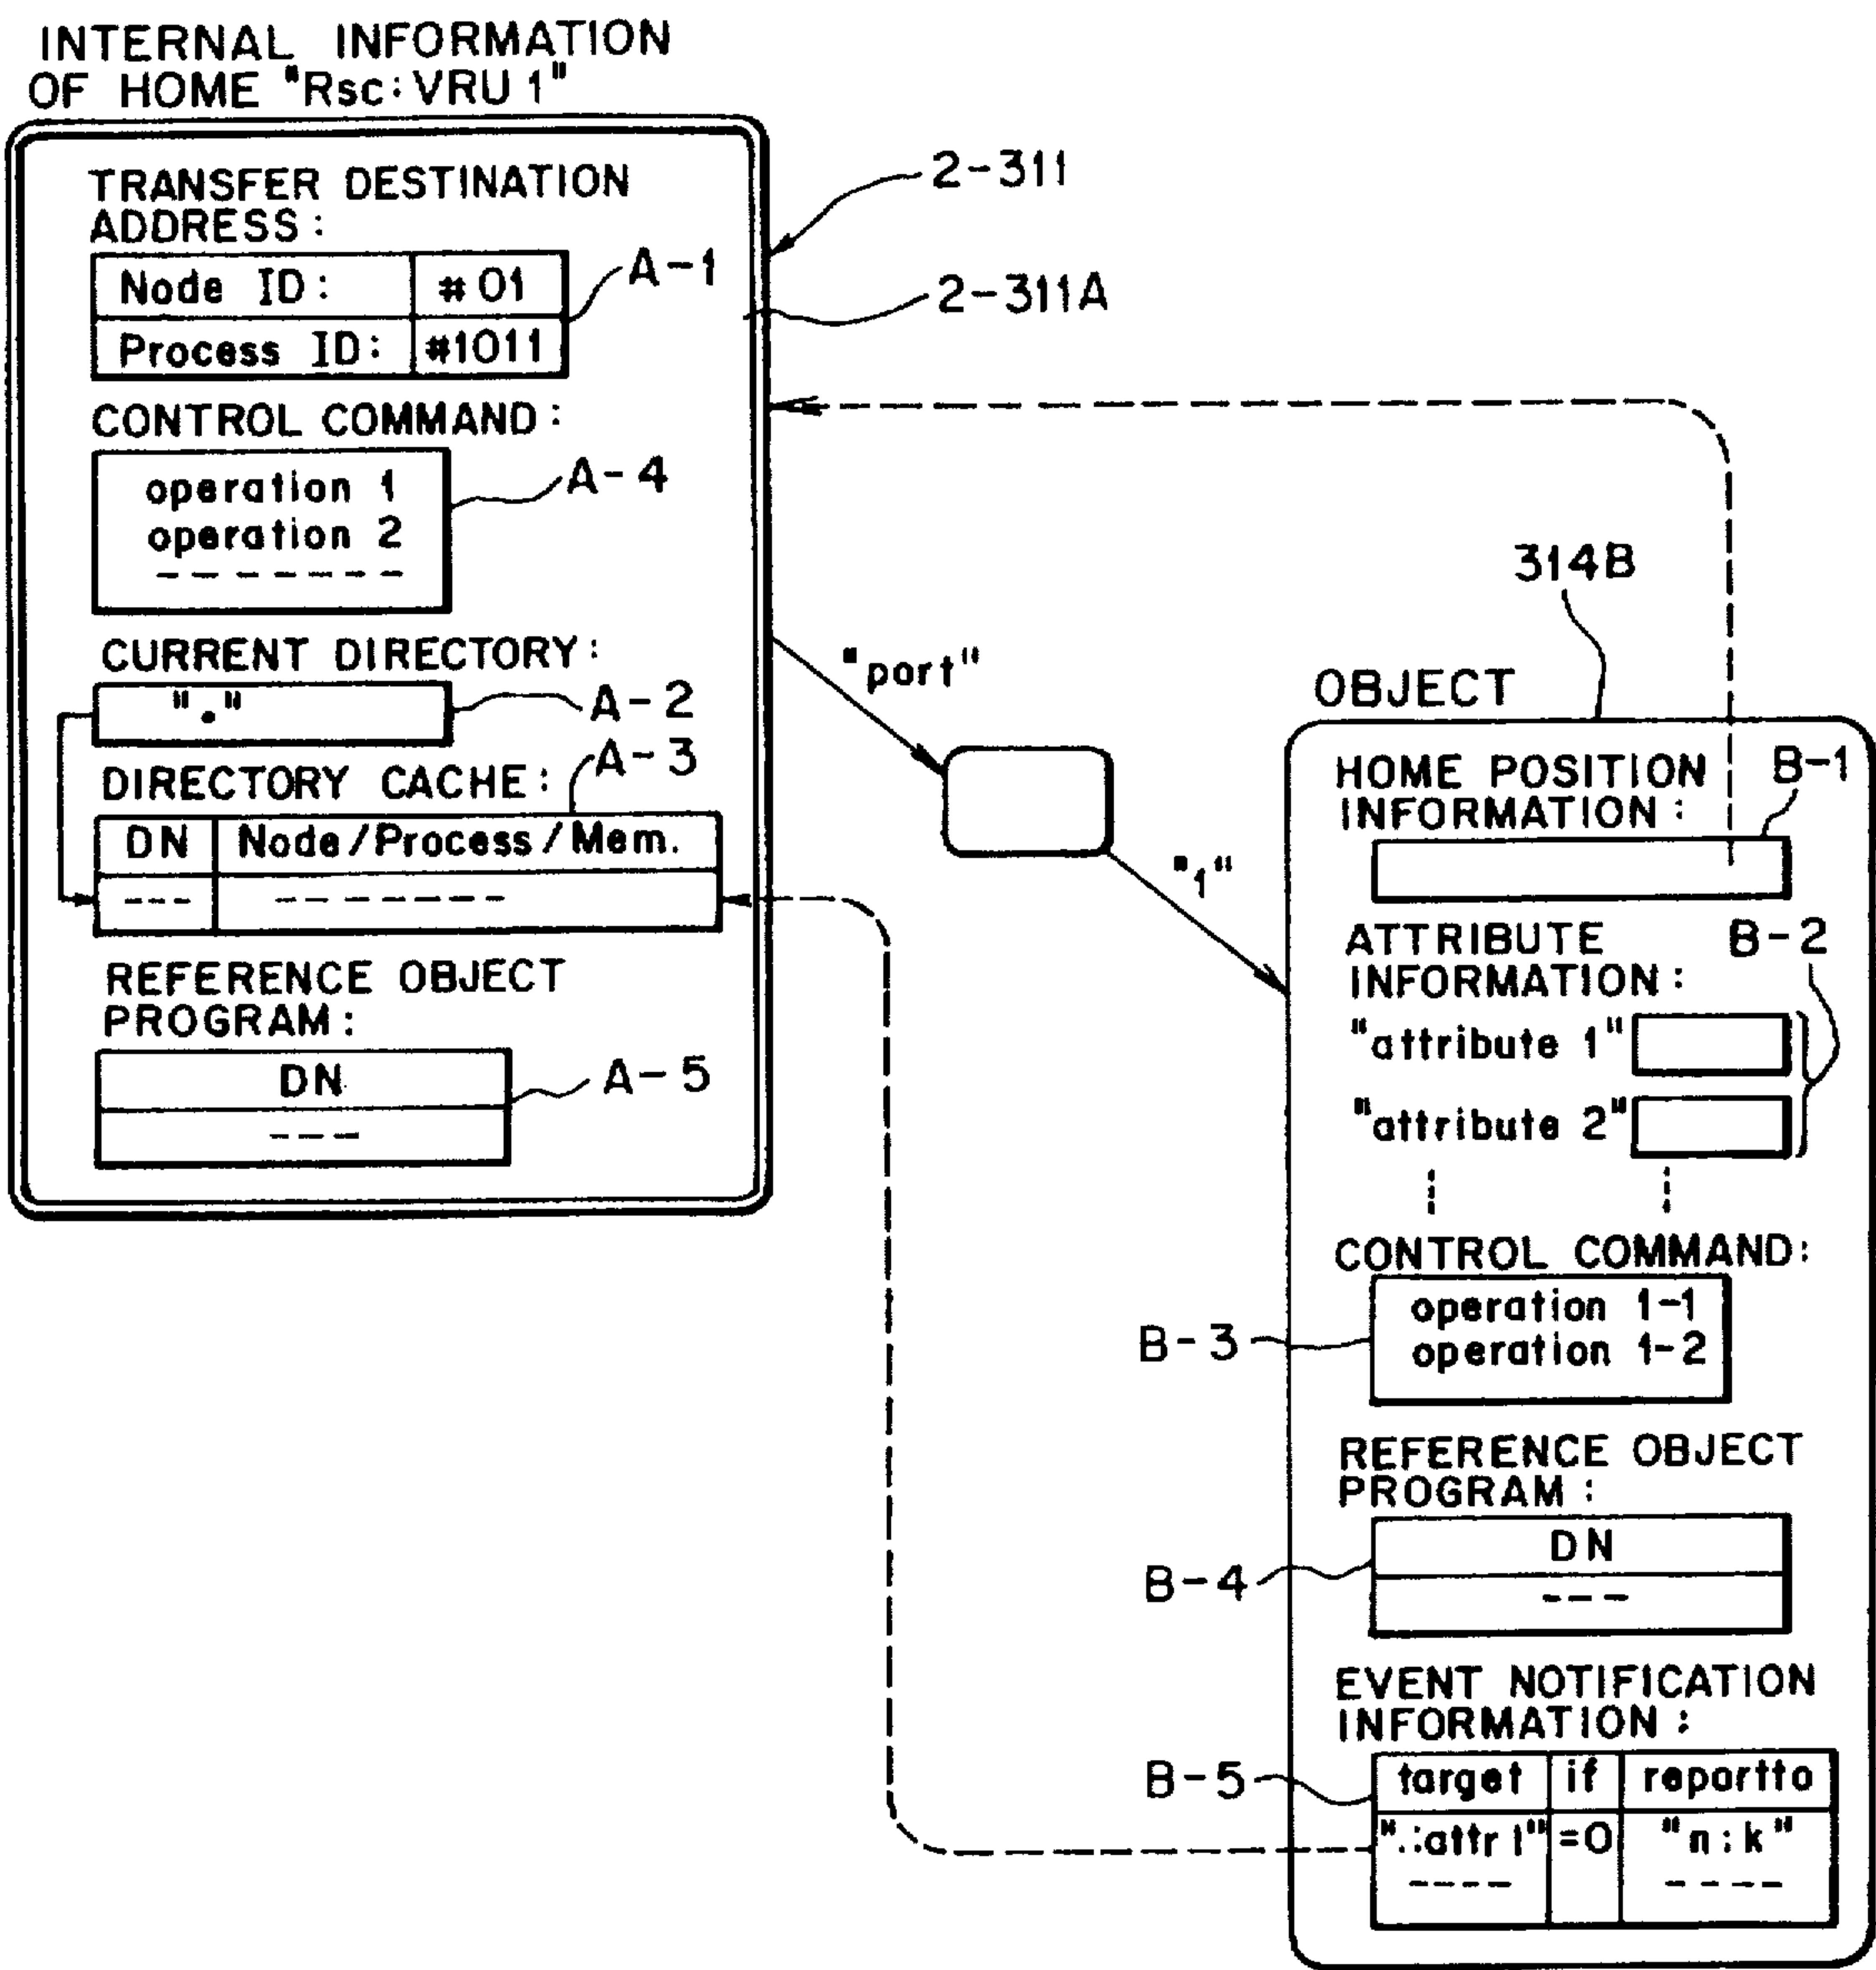 INTERNAL INFORMATION
OF HOME "Rsc:VRU 1"
TRANSFER DESTINATION
ADDRESS:
Node ID: #01
Process ID: #1011
A-1
2-311
2-311A
CONTROL COMMAND:
operation 1
operation 2
-------
A-4
CURRENT DIRECTORY:
"."
A-2
DIRECTORY CACHE:
A-3
DN Node/Process/Mem.
--- -------
REFERENCE OBJECT
PROGRAM:
DN
---
A-5
"port"
"1"
314B
OBJECT
HOME POSITION
INFORMATION:
B-1
ATTRIBUTE
INFORMATION:
B-2
"attribute 1"
"attribute 2"
CONTROL COMMAND:
operation 1-1
operation 1-2
B-3
REFERENCE OBJECT
PROGRAM:
DN
---
B-4
EVENT NOTIFICATION
INFORMATION:
B-5
target if reportto
".:attr1" =0 "n:k"
---- ----